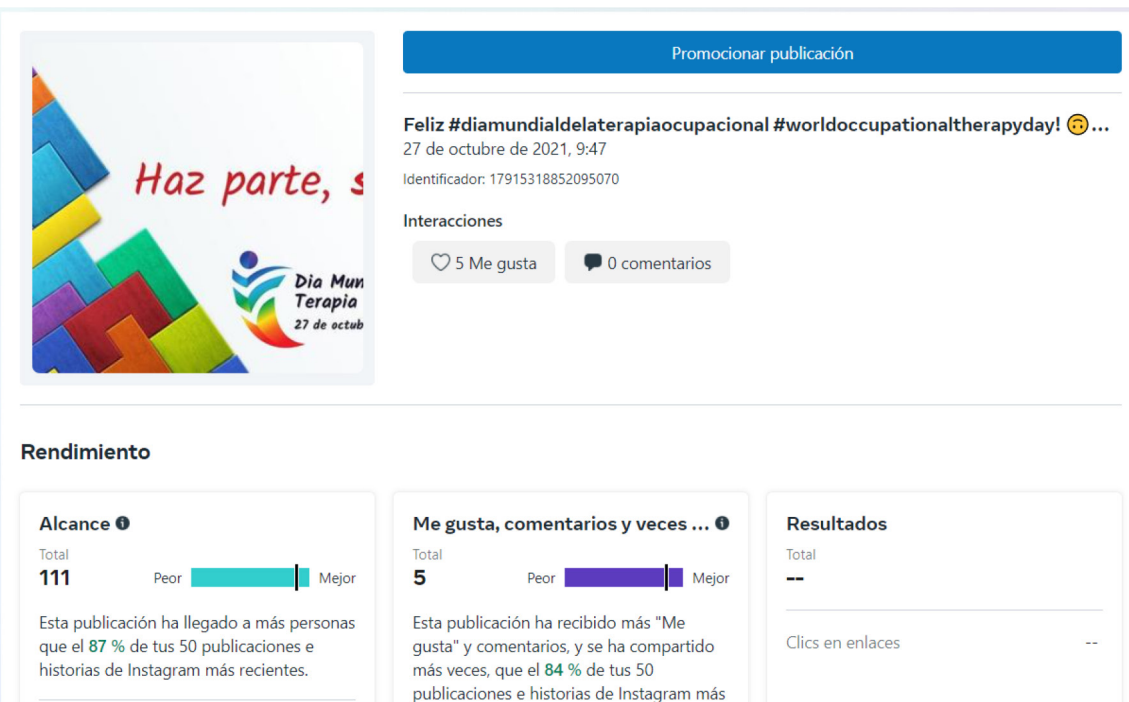 Promocionar publicación
Haz parte, s
Dia Mun
Terapia
27 de octub
Feliz #diamundialdelaterapiaocupacional #worldoccupationaltherapyday! 🙃...
27 de octubre de 2021, 9:47
Identificador: 17915318852095070
Interacciones
5 Me gusta
0 comentarios
Rendimiento
Alcance
Total
111
Peor
Mejor
Esta publicación ha llegado a más personas
que el 87 % de tus 50 publicaciones e
historias de Instagram más recientes.
Me gusta, comentarios y veces ...
Total
5
Peor
Mejor
Esta publicación ha recibido más "Me
gusta" y comentarios, y se ha compartido
más veces, que el 84 % de tus 50
publicaciones e historias de Instagram más
Resultados
Total
--
Clics en enlaces
--